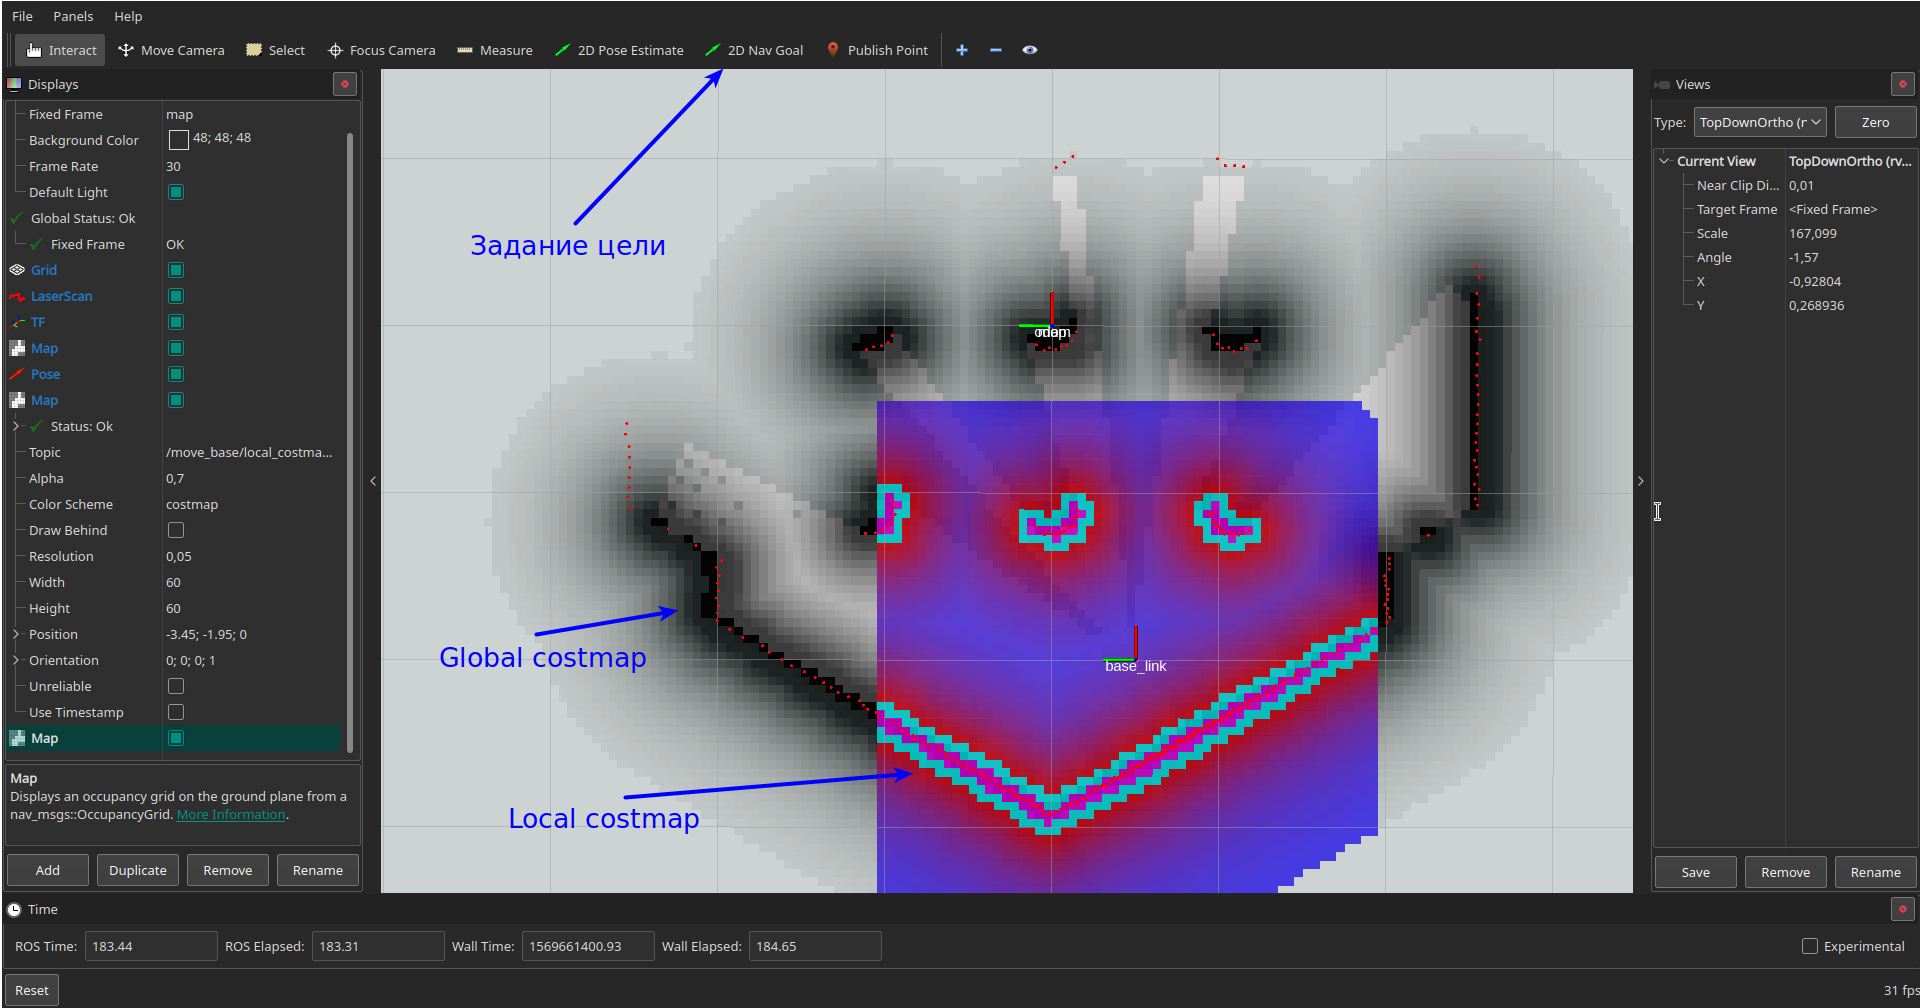 File Panels Help
Interact Move Camera Select Focus Camera Measure 2D Pose Estimate 2D Nav Goal Publish Point
Displays
Fixed Frame map
Background Color 48; 48; 48
Frame Rate 30
Default Light
Global Status: Ok
Fixed Frame OK
Grid
LaserScan
TF
Map
Pose
Map
Status: Ok
Topic /move_base/local_costma...
Alpha 0,7
Color Scheme costmap
Draw Behind
Resolution 0,05
Width 60
Height 60
Position -3.45; -1.95; 0
Orientation 0; 0; 0; 1
Unreliable
Use Timestamp
Map
Map
Displays an occupancy grid on the ground plane from a
nav_msgs::OccupancyGrid. More Information.
Add Duplicate Remove Rename
Задание цели
Global costmap
base_link
Local costmap
Views
Type: TopDownOrtho (r Zero
Current View TopDownOrtho (rv...
Near Clip Di... 0,01
Target Frame <Fixed Frame>
Scale 167,099
Angle -1,57
X -0,92804
Y 0,268936
Save Remove Rename
Time
ROS Time: 183.44 ROS Elapsed: 183.31 Wall Time: 1569661400.93 Wall Elapsed: 184.65 Experimental
Reset 31 fps